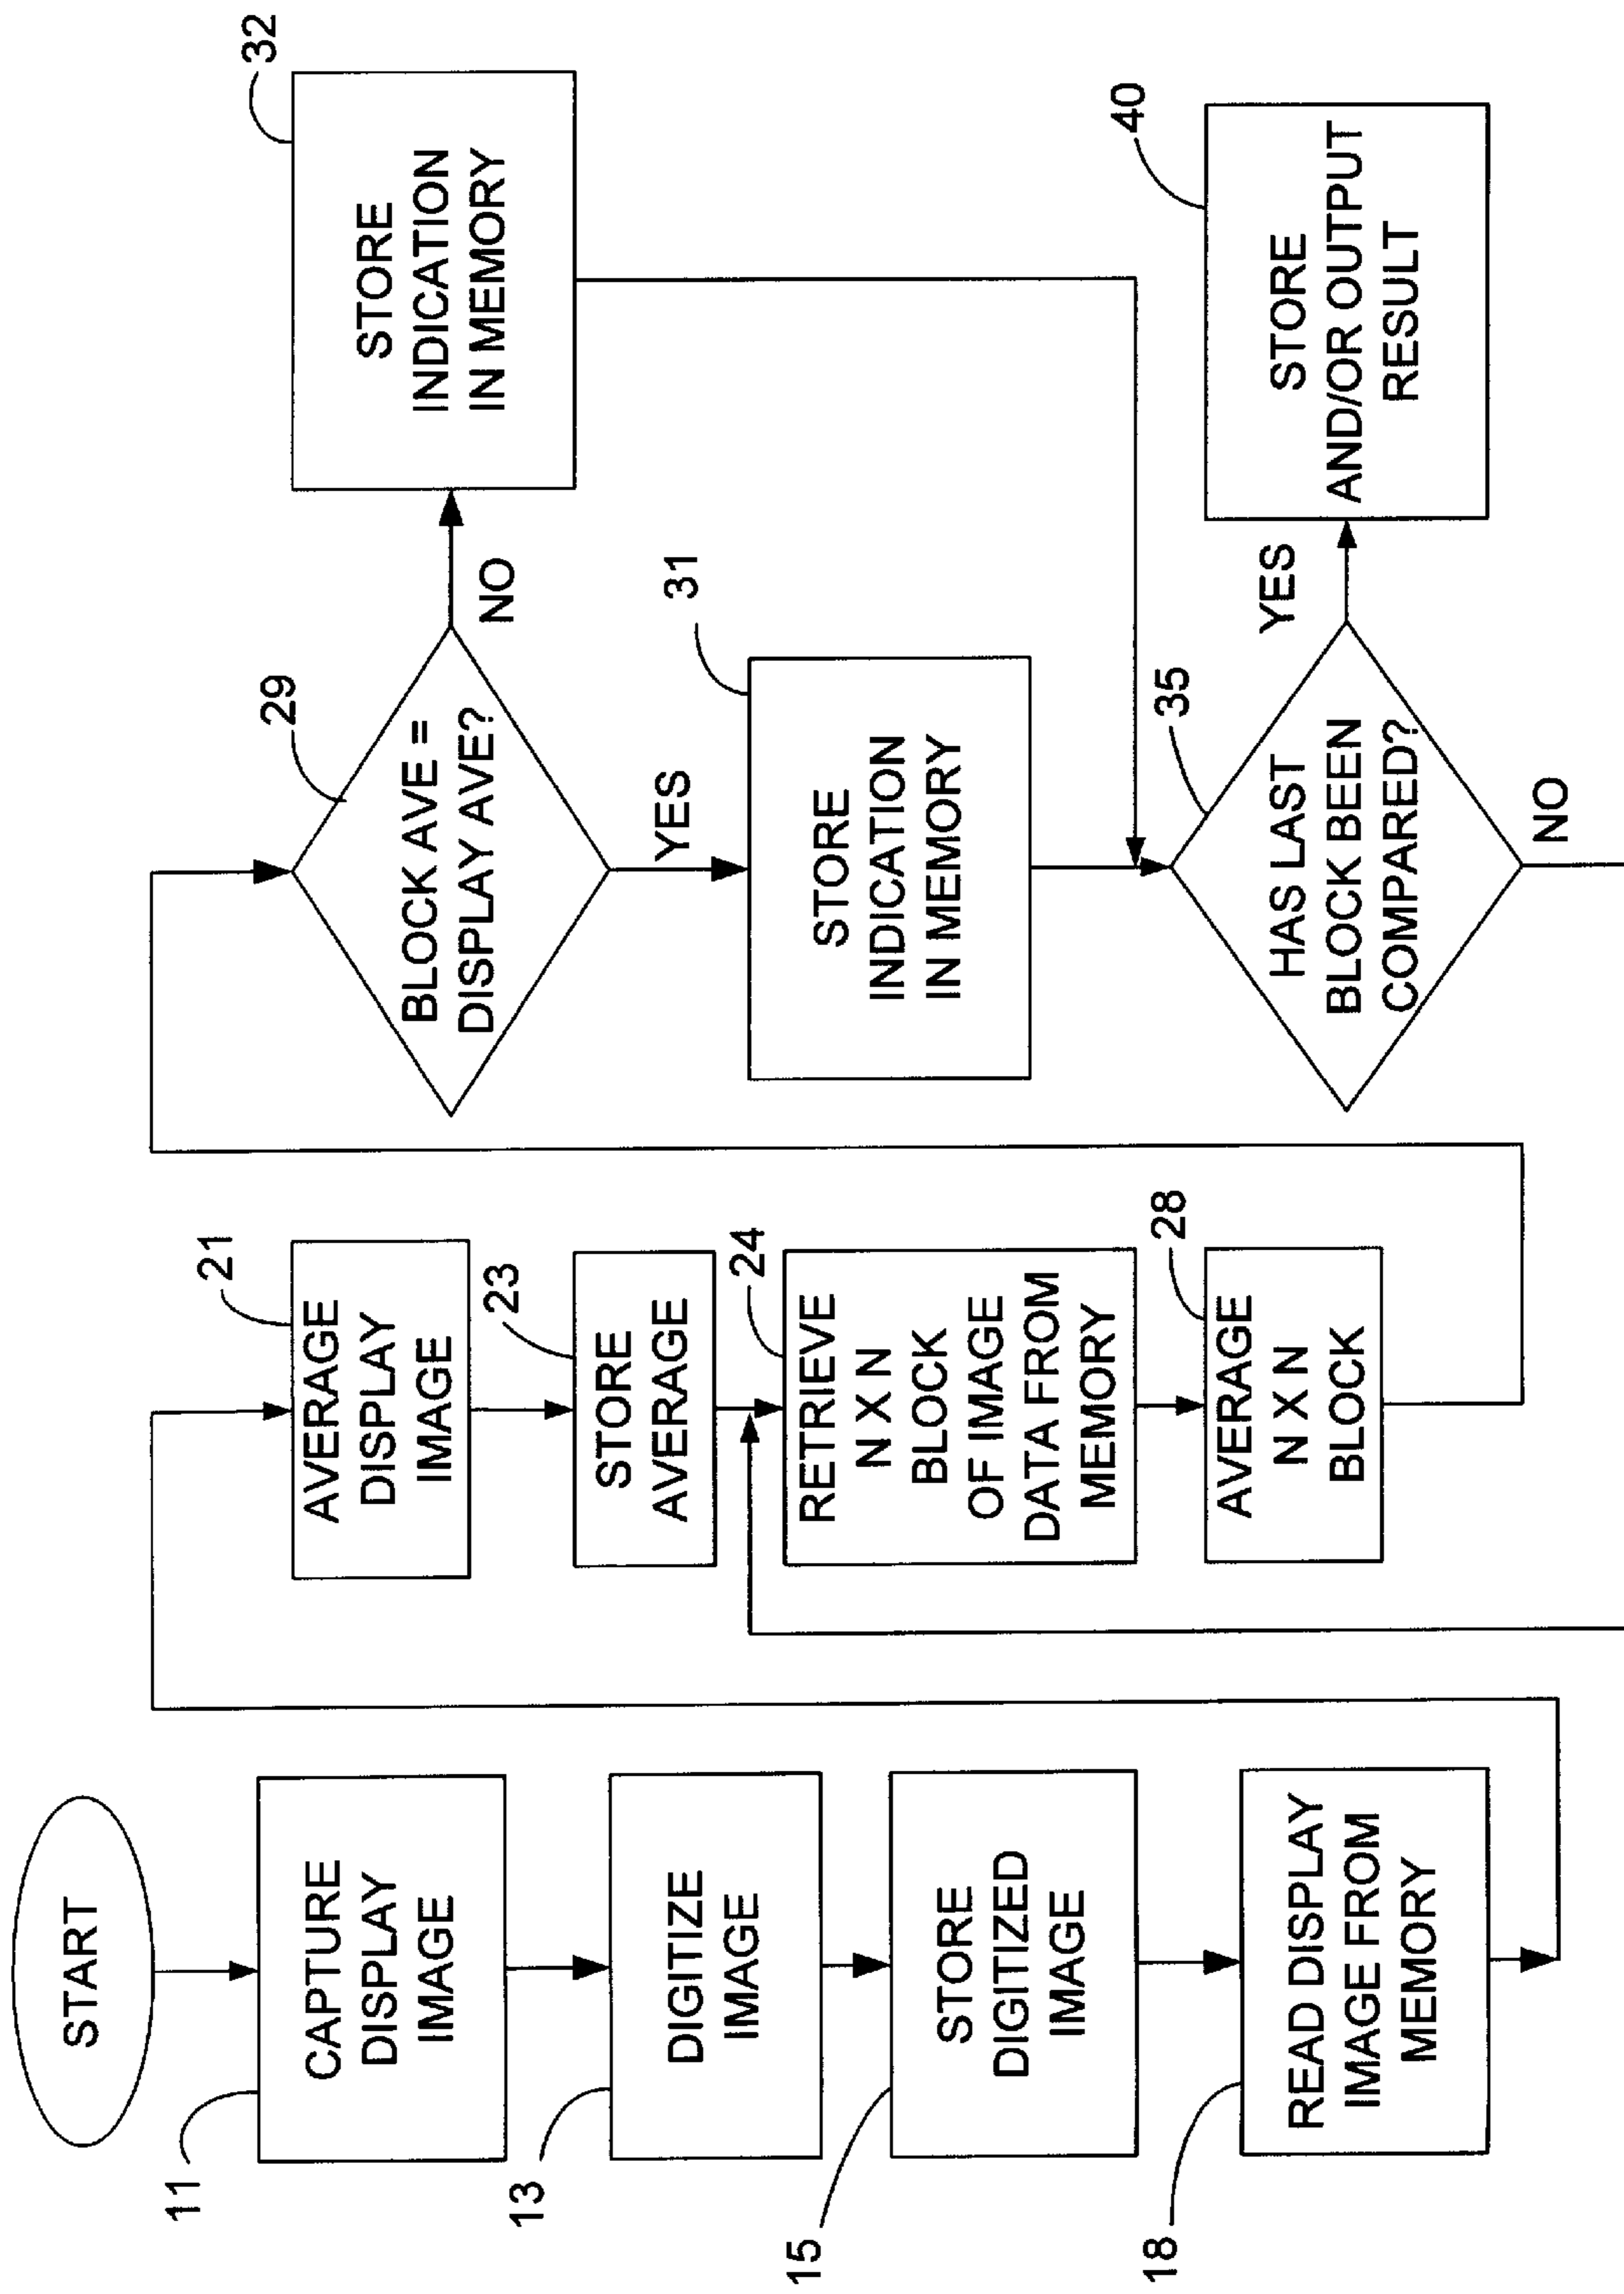 START
11
CAPTURE
DISPLAY
IMAGE
13
DIGITIZE
IMAGE
15
STORE
DIGITIZED
IMAGE
18
READ DISPLAY
IMAGE FROM
MEMORY
21
AVERAGE
DISPLAY
IMAGE
23
STORE
AVERAGE
24
RETRIEVE
N X N
BLOCK
OF IMAGE
DATA FROM
MEMORY
28
AVERAGE
N X N
BLOCK
29
BLOCK AVE =
DISPLAY AVE?
NO
32
STORE
INDICATION
IN MEMORY
YES
31
STORE
INDICATION
IN MEMORY
35
HAS LAST
BLOCK BEEN
COMPARED?
YES
40
STORE
AND/OR OUTPUT
RESULT
NO